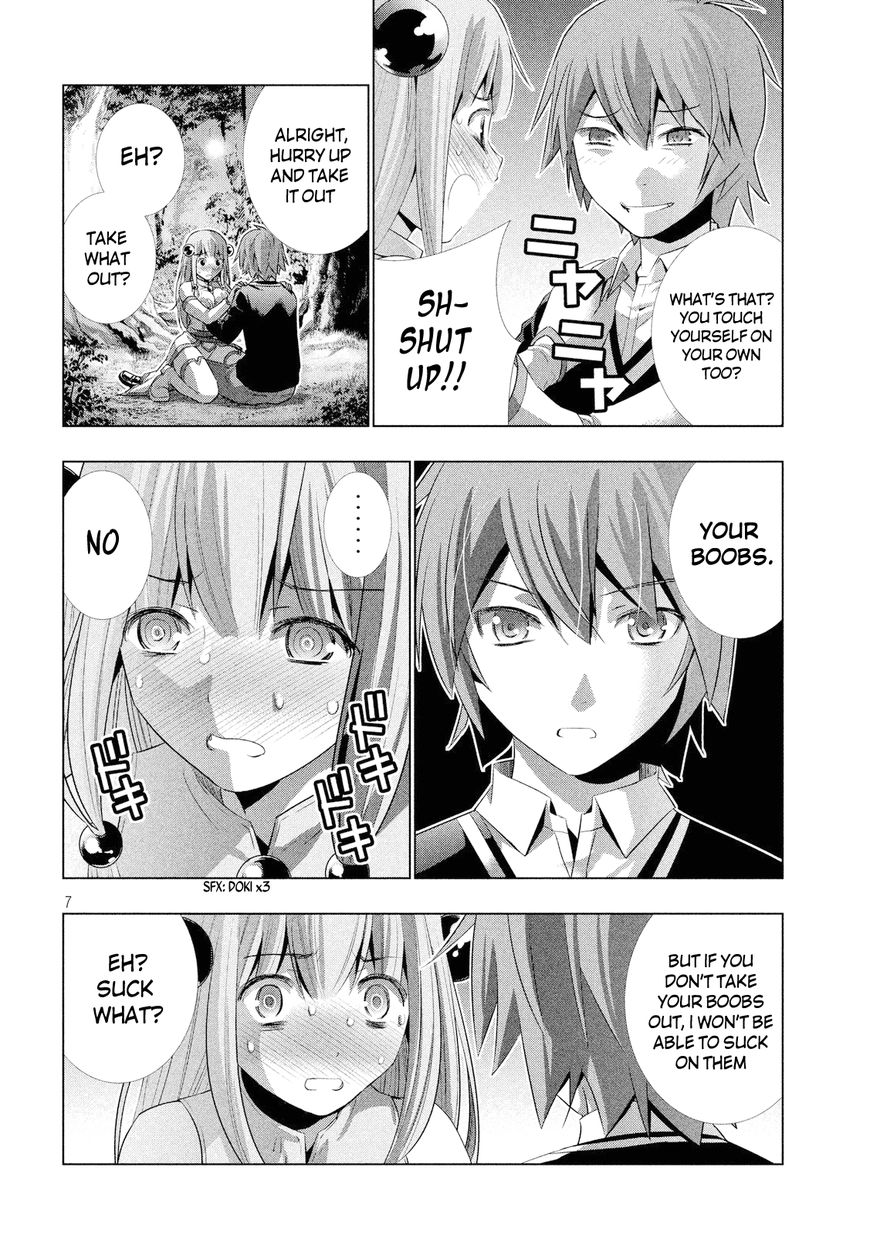 WHAT'S THAT?
YOU TOUCH
YOURSELF ON
YOUR OWN
TOO?
ニャニャ
SH-
SHUT
UP!!
ALRIGHT,
HURRY UP
AND TAKE
IT OUT
EH?
TAKE
WHAT
OUT?
YOUR
BOOBS.
......
NO
ドキ
ドキ
ドキ
SFX: DOKI x3
7
BUT IF YOU
DON'T TAKE
YOUR BOOBS
OUT, I WON'T BE
ABLE TO SUCK
ON THEM
EH?
SUCK
WHAT?